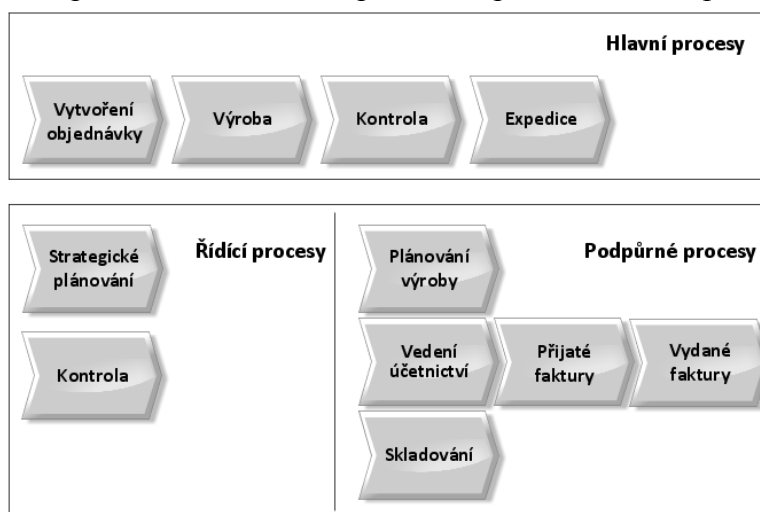 Hlavní procesy
Vytvoření
objednávky
Výroba
Kontrola
Expedice
Řídící procesy
Strategické
plánování
Kontrola
Podpůrné procesy
Plánování
výroby
Vedení
účetnictví
Přijaté
faktury
Vydané
faktury
Skladování